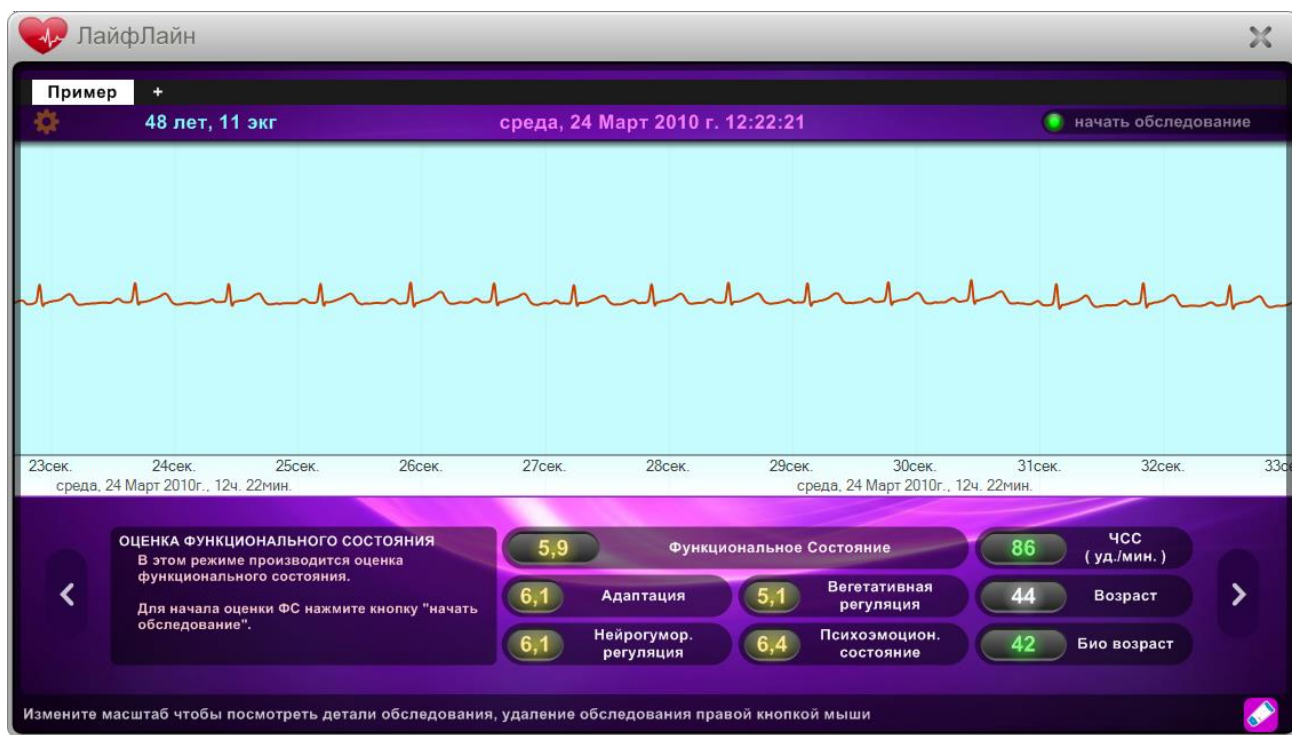 ЛайфЛайн
Пример +
48 лет, 11 экг среда, 24 Март 2010 г. 12:22:21 начать обследование
23сек. 24сек. 25сек. 26сек. 27сек. 28сек. 29сек. 30сек. 31сек. 32сек. 33се
среда, 24 Март 2010г., 12ч. 22мин. среда, 24 Март 2010г., 12ч. 22мин.
ОЦЕНКА ФУНКЦИОНАЛЬНОГО СОСТОЯНИЯ
В этом режиме производится оценка
функционального состояния.
Для начала оценки ФС нажмите кнопку "начать
обследование".
5,9 Функциональное Состояние
86 ЧСС
( уд./мин. )
6,1 Адаптация
5,1 Вегетативная
регуляция
44 Возраст
6,1 Нейрогумор.
регуляция
6,4 Психоэмоцион.
состояние
42 Био возраст
Измените масштаб чтобы посмотреть детали обследования, удаление обследования правой кнопкой мыши